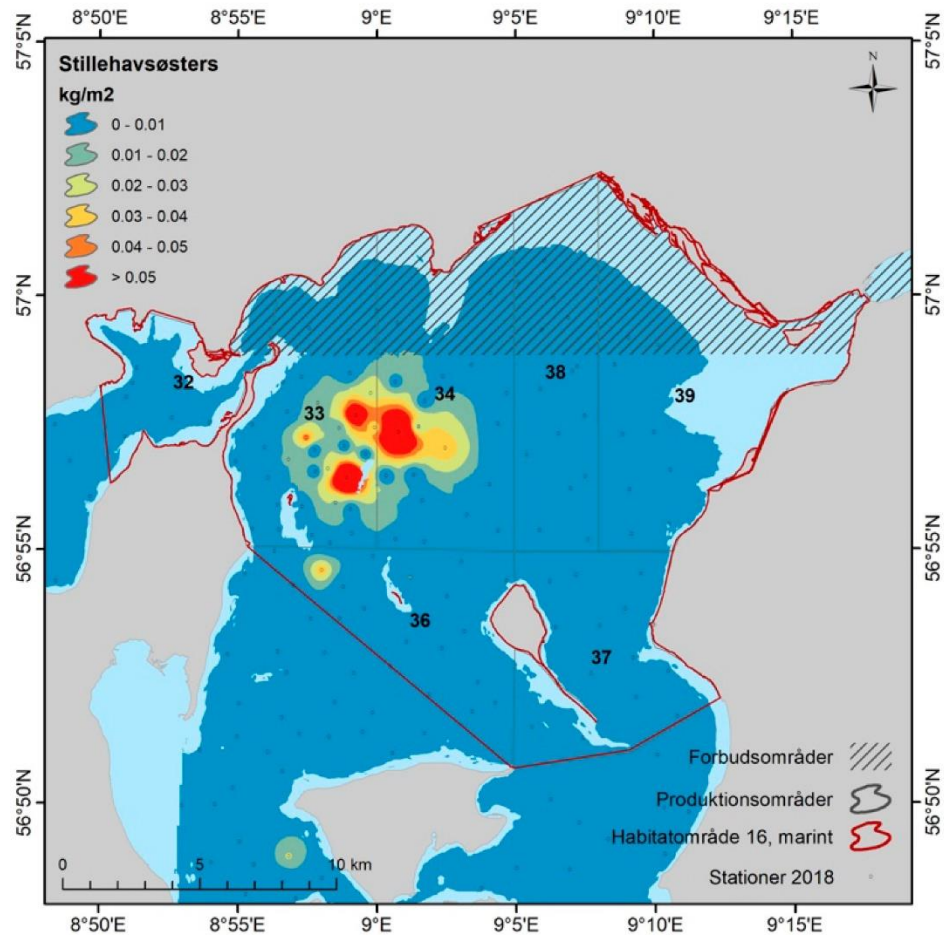 8°50'E 8°55'E 9°E 9°5'E 9°10'E 9°15'E
57°5'N 57°5'N
Stillehavsøsters
kg/m2
0 - 0.01
0.01 - 0.02
0.02 - 0.03
0.03 - 0.04
0.04 - 0.05
> 0.05
N
57°N 57°N
32
33
34
38
39
56°55'N 56°55'N
36
37
Forbudsområder
Produktionsområder
Habitatområde 16, marint
Stationer 2018
56°50'N 56°50'N
0 5 10 km
8°50'E 8°55'E 9°E 9°5'E 9°10'E 9°15'E